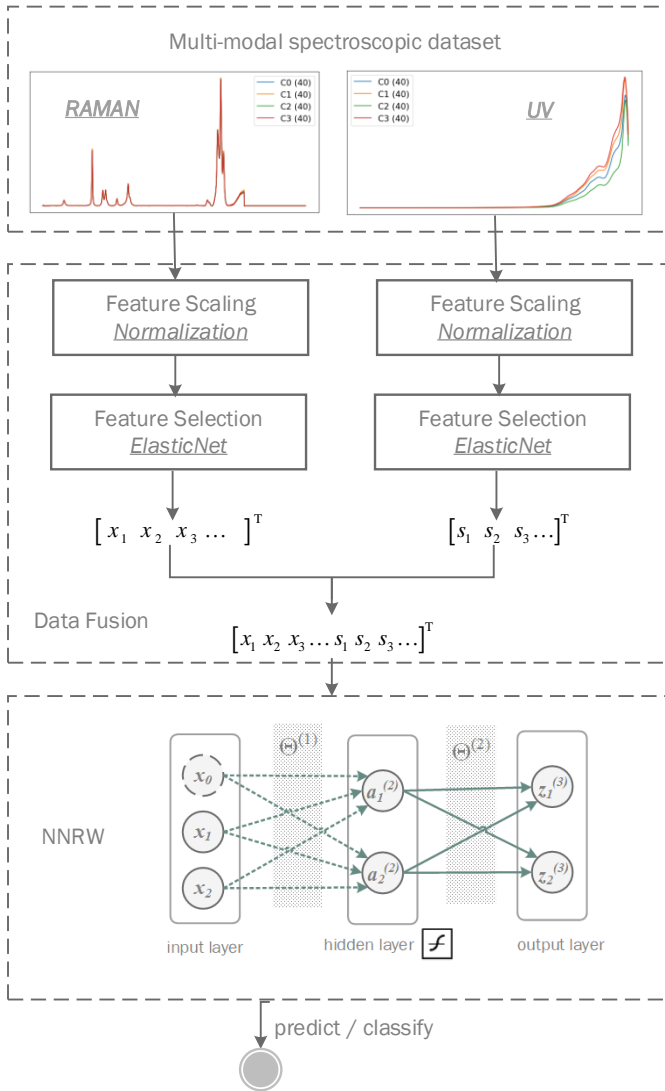 Multi-modal spectroscopic dataset
RAMAN
C0 (40)
C1 (40)
C2 (40)
C3 (40)
C0 (40)
C1 (40)
C2 (40)
C3 (40)
UV
Feature Scaling
Normalization
Feature Scaling
Normalization
Feature Selection
ElasticNet
Feature Selection
ElasticNet
[ x₁ x₂ x₃ … ]ᵀ
[s₁ s₂ s₃…]ᵀ
Data Fusion
[x₁ x₂ x₃ … s₁ s₂ s₃…]ᵀ
NNRW
Θ⁽¹⁾
Θ⁽²⁾
x₀
x₁
x₂
a₁⁽²⁾
a₂⁽²⁾
z₁⁽³⁾
z₂⁽³⁾
input layer
hidden layer
output layer
predict / classify